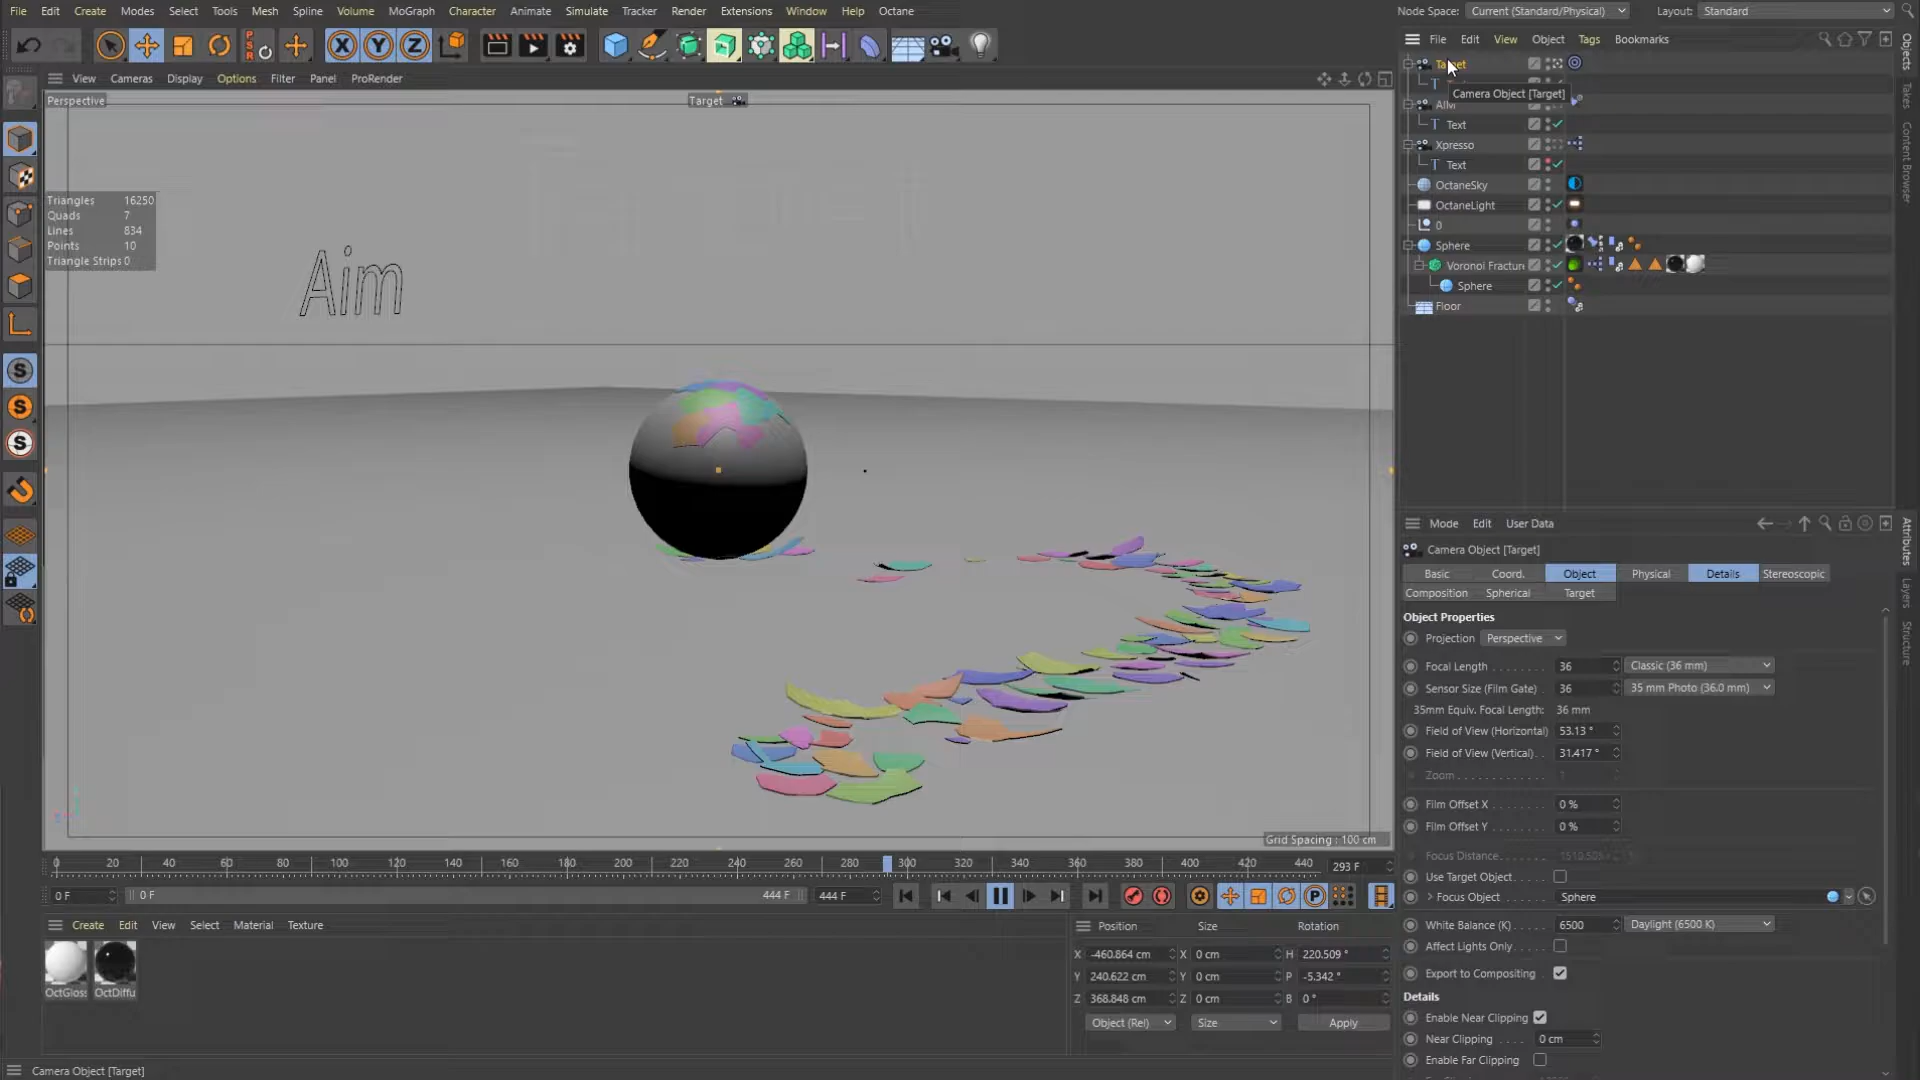 File Edit Create Modes Select Tools Mesh Spline Volume MoGraph Character Animate Simulate Tracker Render Extensions Window Help Octane
Node Space: Current (Standard/Physical) Layout: Standard
PSR
X Y Z
File Edit View Object Tags Bookmarks
View Cameras Display Options Filter Panel ProRender
Perspective
Target
Triangles 16250
Quads 7
Lines 834
Points 10
Triangle Strips 0
Aim
S
S
S
Grid Spacing : 100 cm
Target
Camera Object [Target]
AIM
Text
Xpresso
Text
OctaneSky
OctaneLight
0
Sphere
Voronoi Fracture
Sphere
Floor
Objects
Takes
Content Browser
Mode Edit User Data
Camera Object [Target]
Basic Coord. Object Physical Details Stereoscopic
Composition Spherical Target
Object Properties
Projection Perspective
Focal Length 36 Classic (36 mm)
Sensor Size (Film Gate) 36 35 mm Photo (36.0 mm)
35mm Equiv. Focal Length: 36 mm
Field of View (Horizontal) 53.13 °
Field of View (Vertical) 31.417 °
Zoom 1
Film Offset X 0 %
Film Offset Y 0 %
Focus Distance
Use Target Object
Focus Object Sphere
White Balance (K) 6500 Daylight (6500 K)
Affect Lights Only
Export to Compositing
Details
Enable Near Clipping
Near Clipping 0 cm
Enable Far Clipping
Attributes
Layers
Structure
0 20 40 60 80 100 120 140 160 180 200 220 240 260 280 300 320 340 360 380 400 420 440 293 F
0 F 0 F 444 F 444 F
P
Create Edit View Select Material Texture
OctGloss OctDiffu
Position Size Rotation
X -460.864 cm X 0 cm H 220.509 °
Y 240.622 cm Y 0 cm P -5.342 °
Z 368.848 cm Z 0 cm B 0 °
Object (Rel) Size Apply
Camera Object [Target]